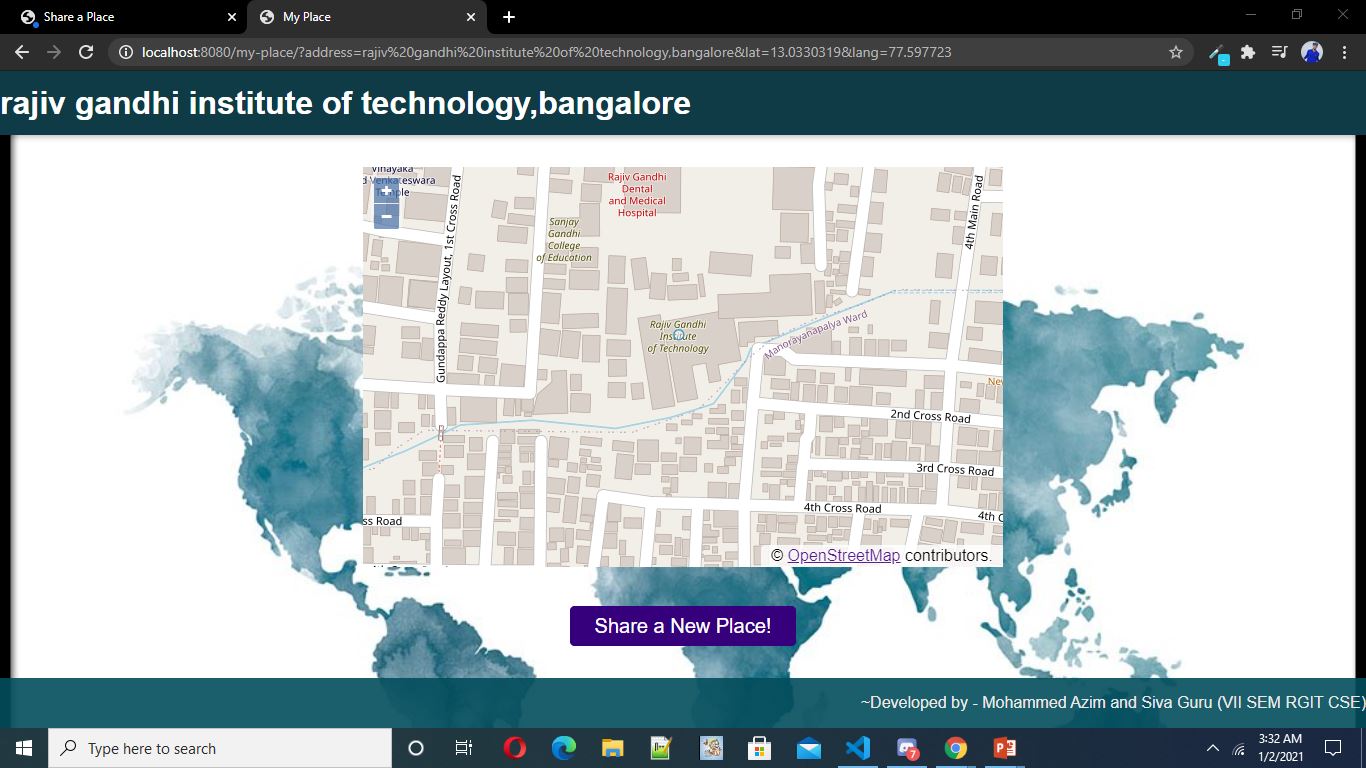 Share a Place
My Place
localhost:8080/my-place/?address=rajiv%20gandhi%20institute%20of%20technology,bangalore&lat=13.0330319&lang=77.597723
rajiv gandhi institute of technology,bangalore
Vinayaka
d Venkateswara
Temple
+
−
Gundappa Reddy Layout, 1st Cross Road
Sanjay
Gandhi
College
of Education
Rajiv Gandhi
Dental
and Medical
Hospital
4th Main Road
Rajiv Gandhi
Institute
of Technology
Manorayanapalya Ward
New
2nd Cross Road
3rd Cross Road
4th Cross Road
4th C
ss Road
© OpenStreetMap contributors.
Share a New Place!
~Developed by - Mohammed Azim and Siva Guru (VII SEM RGIT CSE)
Type here to search
7
3:32 AM
1/2/2021